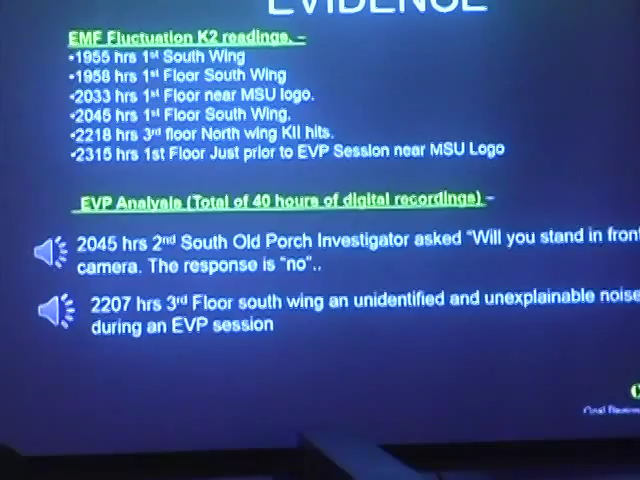 EVIDENCE
EMF Fluctuation K2 readings. –
•1955 hrs 1st South Wing
•1958 hrs 1st Floor South Wing
•2033 hrs 1st Floor near MSU logo.
•2045 hrs 1st Floor South Wing.
•2218 hrs 3rd floor North wing KII hits.
•2315 hrs 1st Floor Just prior to EVP Session near MSU Logo
EVP Analysis (Total of 40 hours of digital recordings) –
2045 hrs 2nd South Old Porch Investigator asked “Will you stand in front
camera. The response is “no”..
2207 hrs 3rd Floor south wing an unidentified and unexplainable noise
during an EVP session